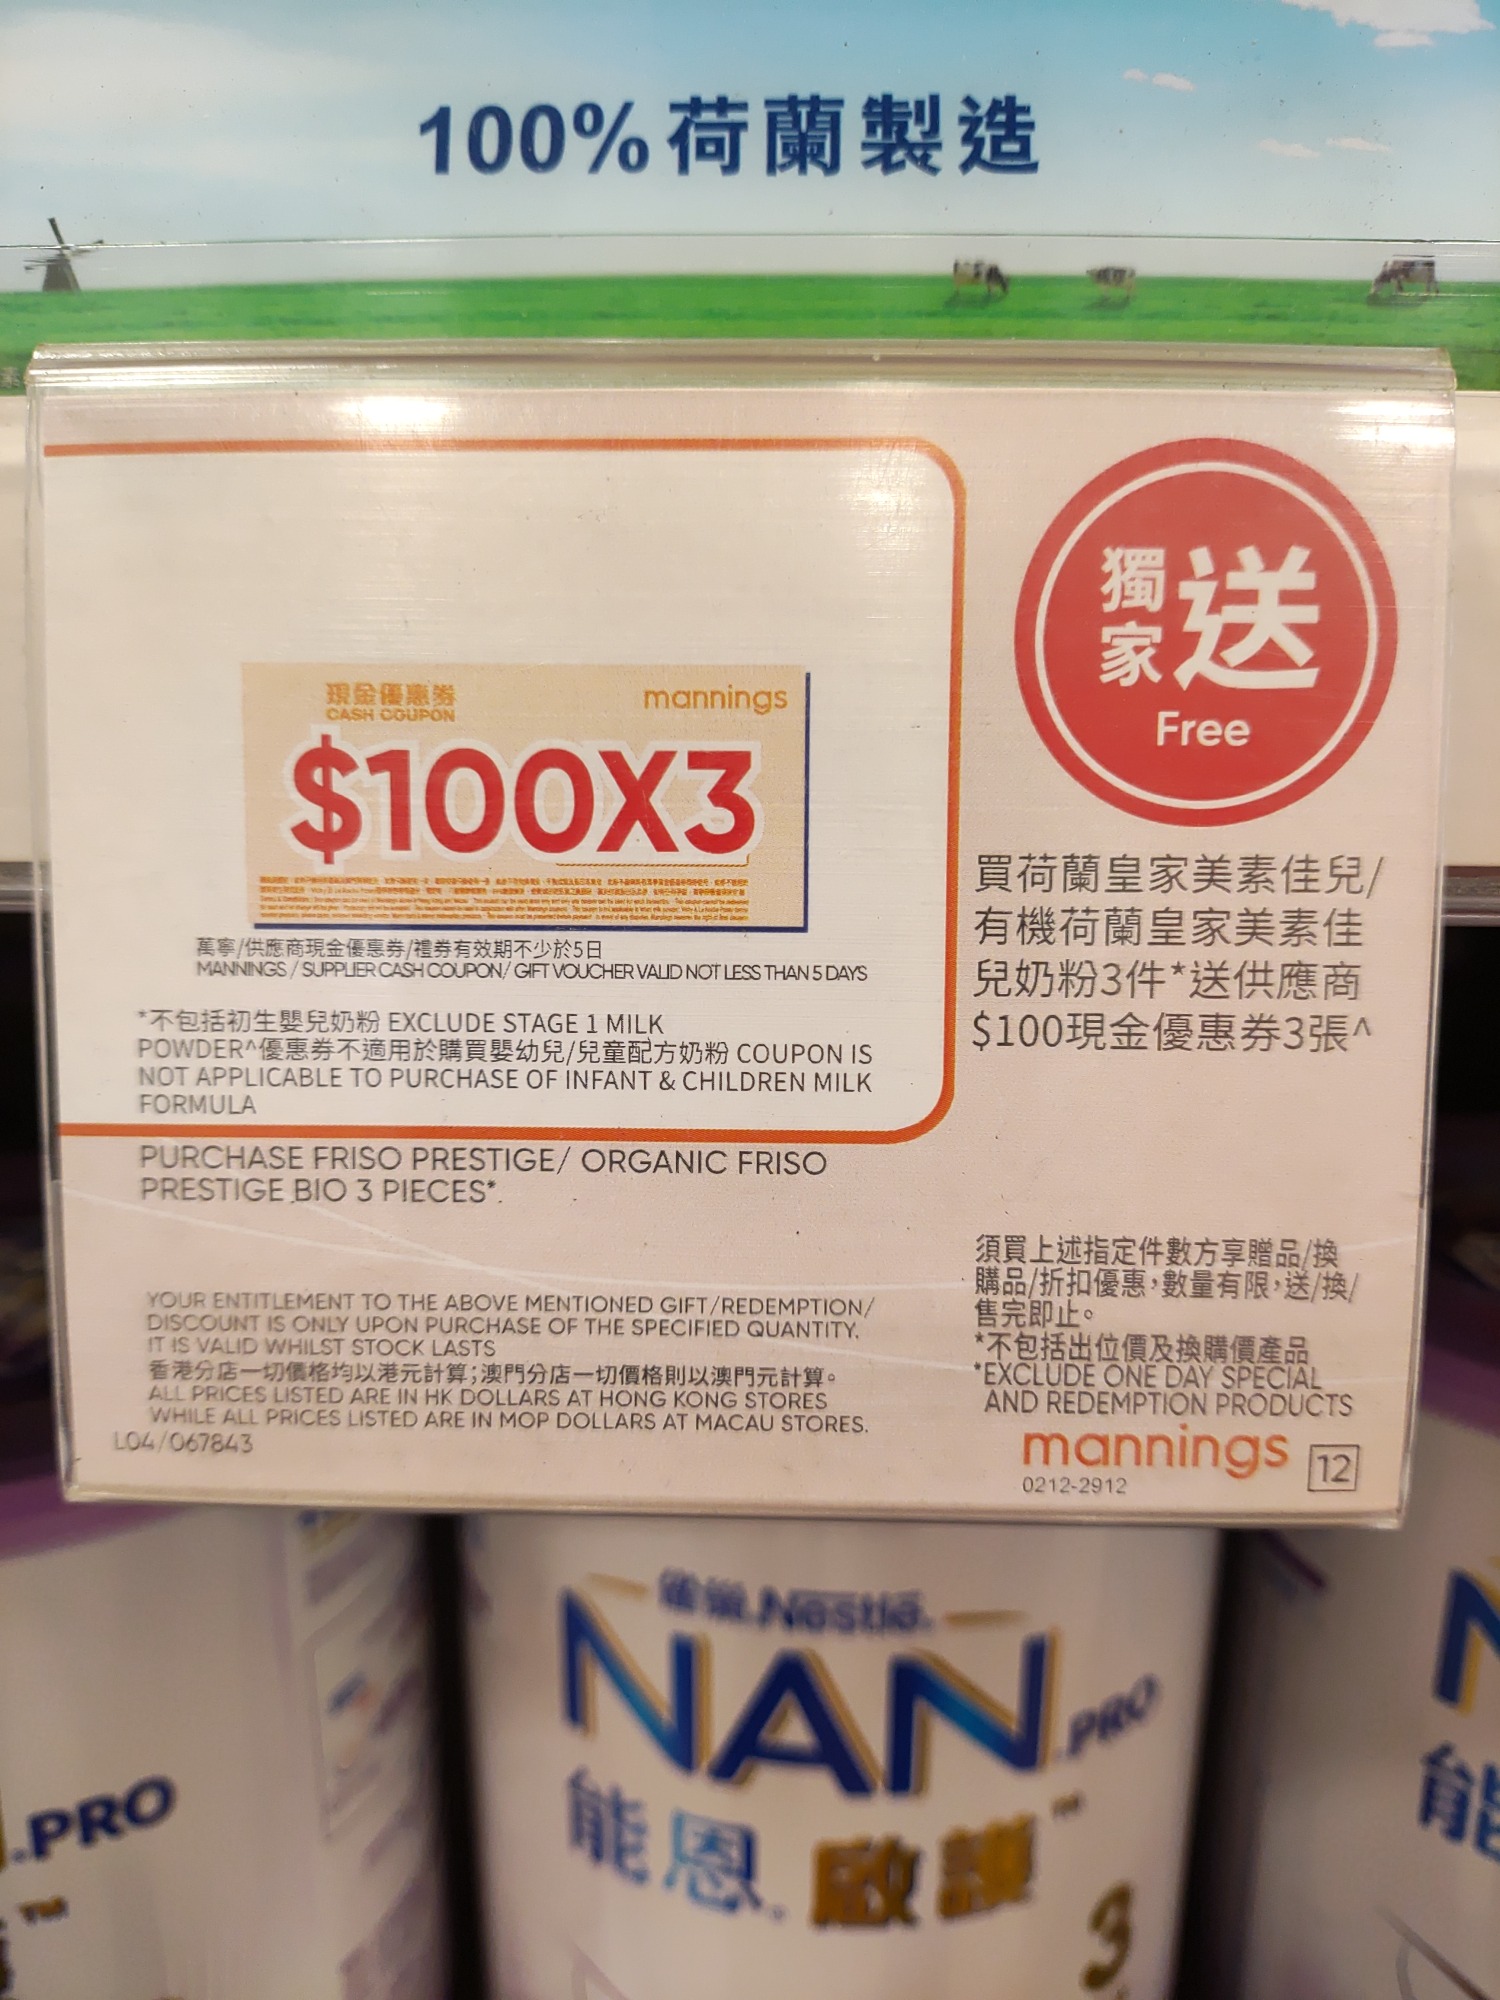 100%荷蘭製造
獨家送
Free
現金優惠券
CASH COUPON
mannings
$100X3
萬寧/供應商現金優惠券/禮券有效期不少於5日
MANNINGS / SUPPLIER CASH COUPON/ GIFT VOUCHER VALID NOT LESS THAN 5 DAYS
*不包括初生嬰兒奶粉 EXCLUDE STAGE 1 MILK
POWDER^優惠券不適用於購買嬰幼兒/兒童配方奶粉 COUPON IS
NOT APPLICABLE TO PURCHASE OF INFANT & CHILDREN MILK
FORMULA
買荷蘭皇家美素佳兒/
有機荷蘭皇家美素佳
兒奶粉3件*送供應商
$100現金優惠券3張^
PURCHASE FRISO PRESTIGE/ ORGANIC FRISO
PRESTIGE BIO 3 PIECES*.
YOUR ENTITLEMENT TO THE ABOVE MENTIONED GIFT/REDEMPTION/
DISCOUNT IS ONLY UPON PURCHASE OF THE SPECIFIED QUANTITY.
IT IS VALID WHILST STOCK LASTS
香港分店一切價格均以港元計算;澳門分店一切價格則以澳門元計算。
ALL PRICES LISTED ARE IN HK DOLLARS AT HONG KONG STORES
WHILE ALL PRICES LISTED ARE IN MOP DOLLARS AT MACAU STORES.
L04/067843
須買上述指定件數方享贈品/換
購品/折扣優惠,數量有限,送/換/
售完即止。
*不包括出位價及換購價產品
*EXCLUDE ONE DAY SPECIAL
AND REDEMPTION PRODUCTS
mannings 12
0212-2912
雀巢.Nestlé.
NAN.PRO
能恩.啟護™
3
.PRO
TM
N
能